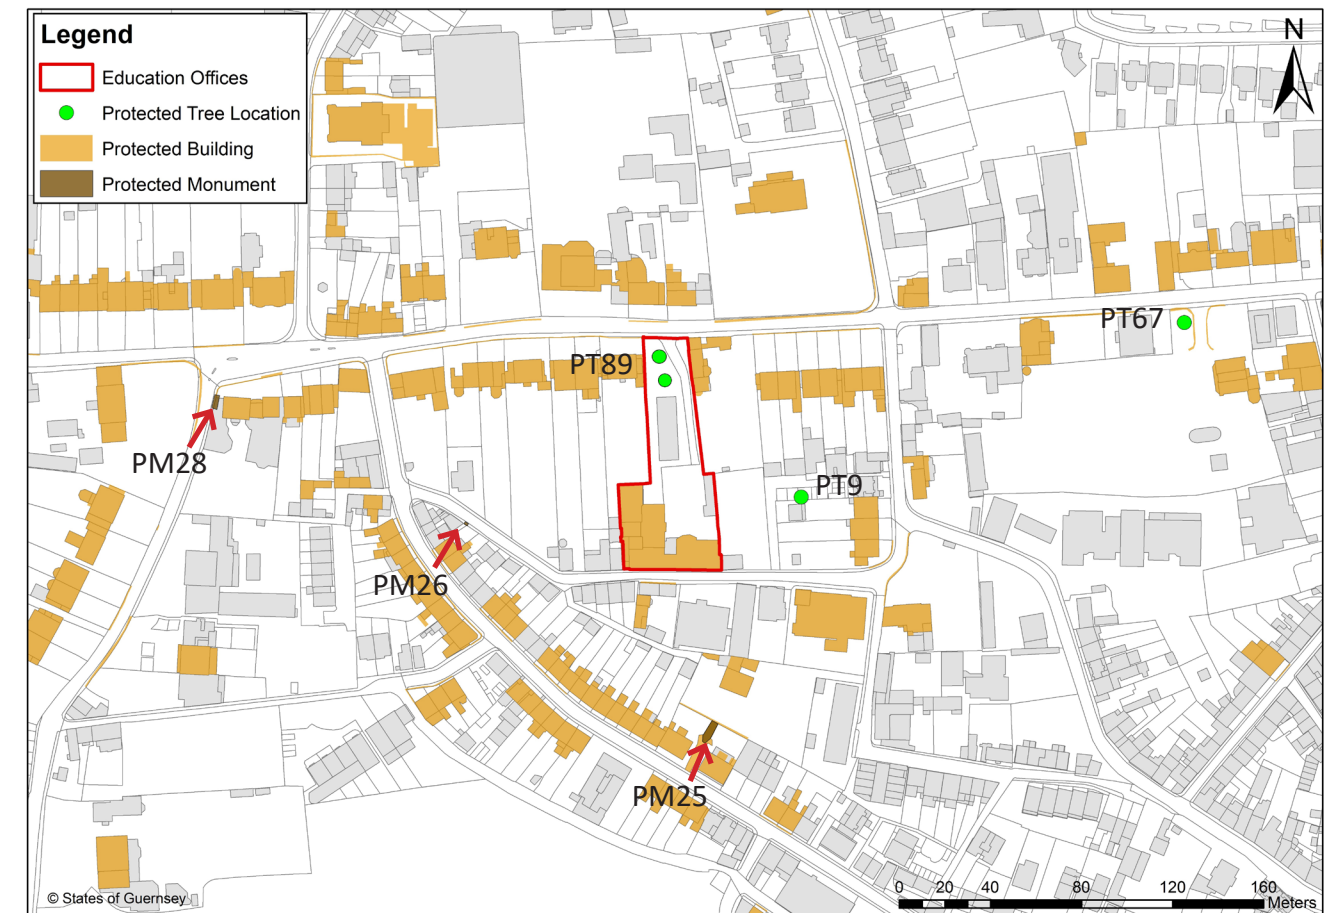 Legend
Education Offices
Protected Tree Location
Protected Building
Protected Monument
N
PT67
PT89
PM28
PT9
PM26
PM25
© States of Guernsey
0 20 40 80 120 160
Meters